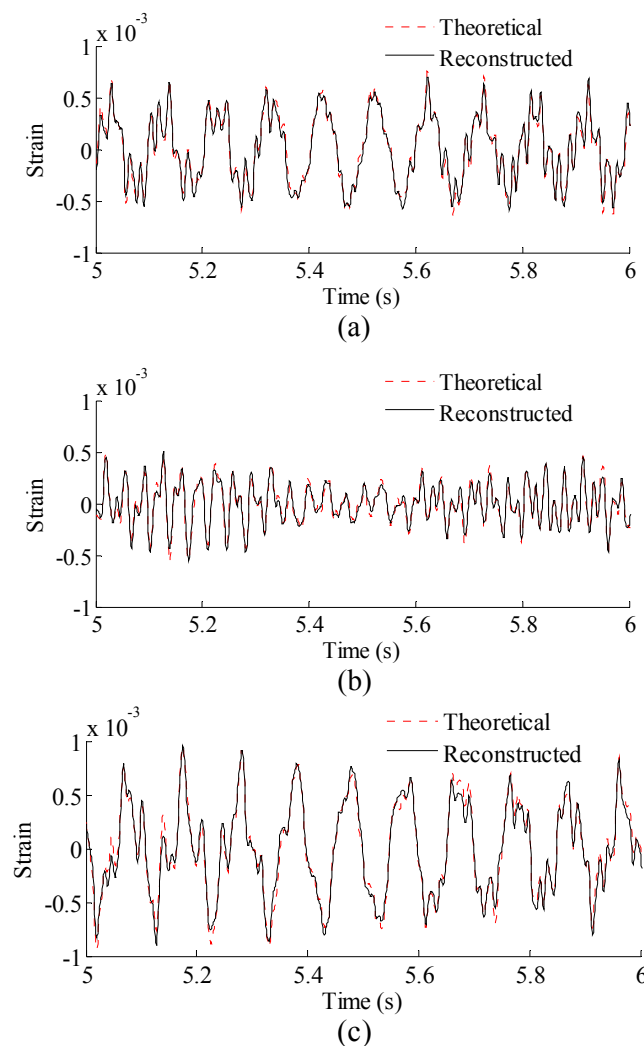 x 10-3
Theoretical
Reconstructed
1
0.5
0
-0.5
-1
Strain
5 5.2 5.4 5.6 5.8 6
Time (s)
(a)
x 10-3
Theoretical
Reconstructed
1
0.5
0
-0.5
-1
Strain
5 5.2 5.4 5.6 5.8 6
Time (s)
(b)
x 10-3
Theoretical
Reconstructed
1
0.5
0
-0.5
-1
Strain
5 5.2 5.4 5.6 5.8 6
Time (s)
(c)